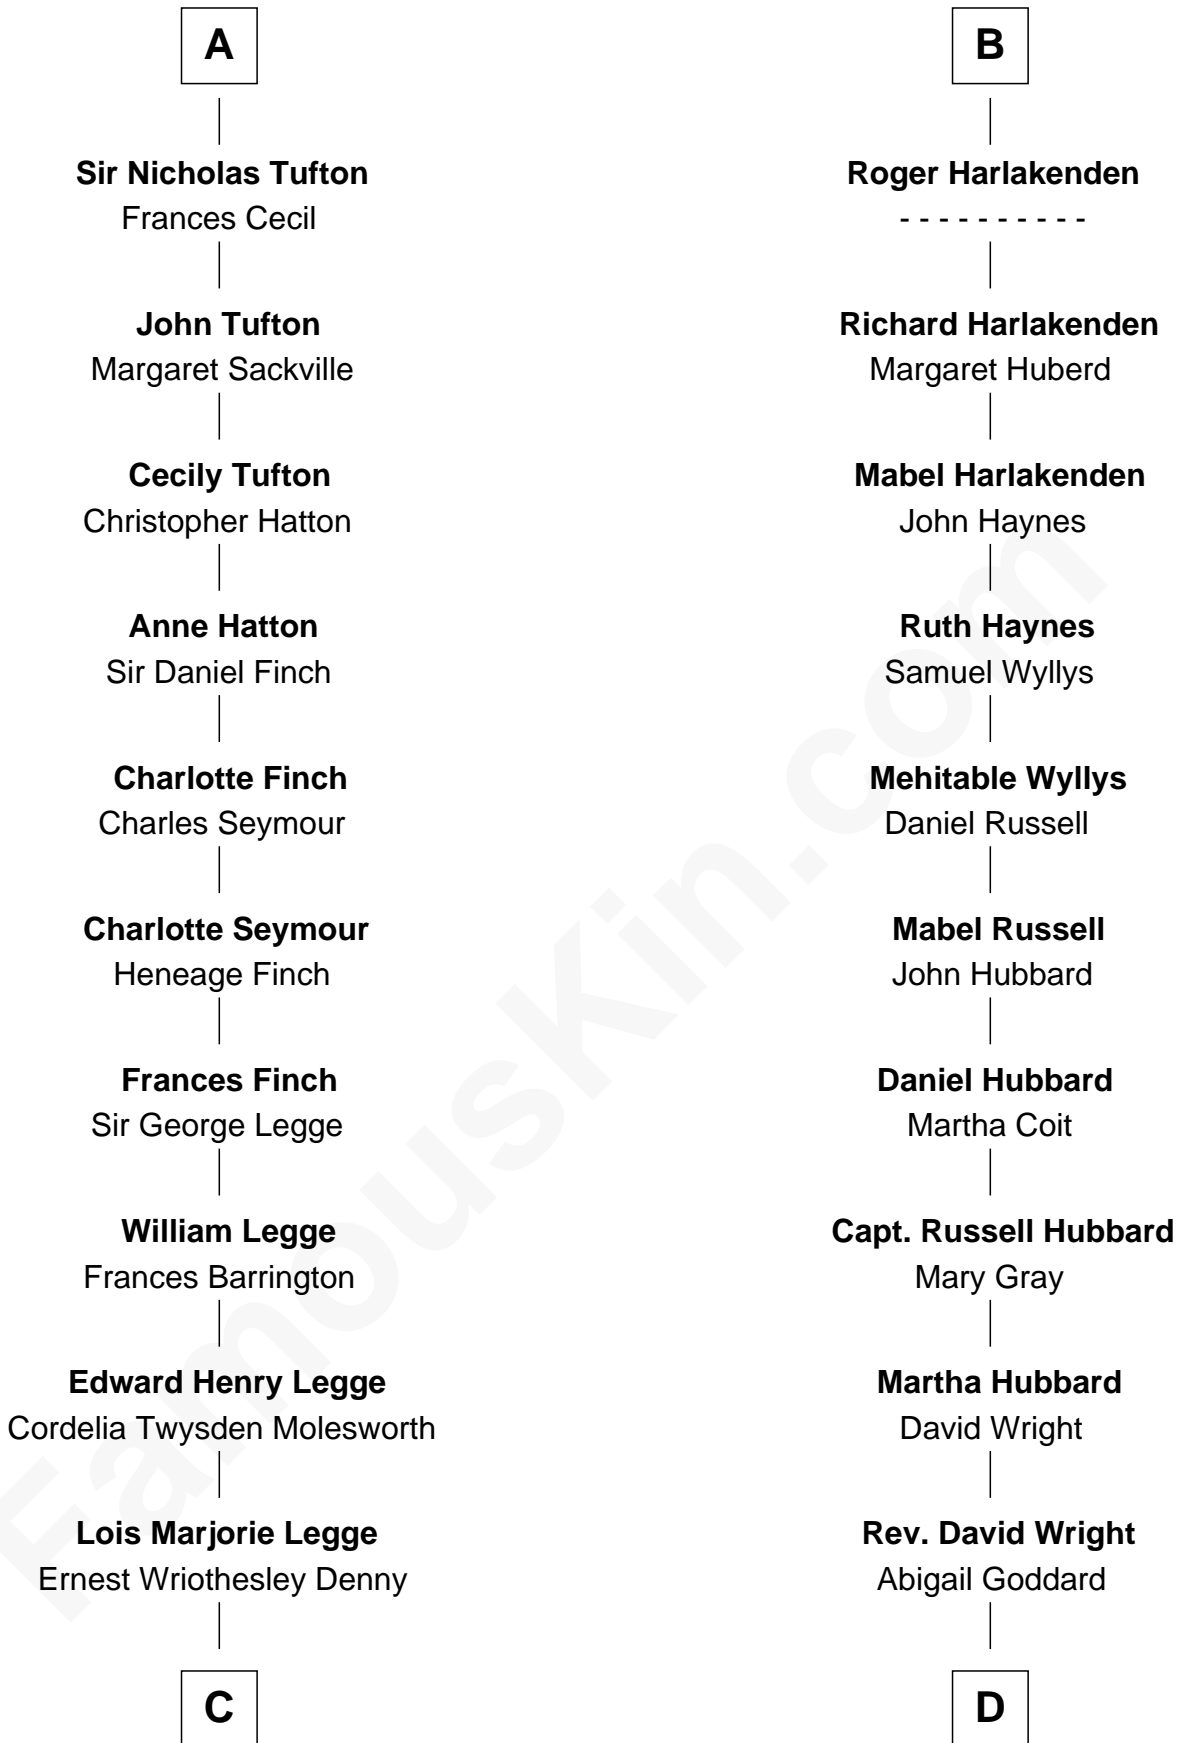 A
Sir Nicholas Tufton
Frances Cecil
John Tufton
Margaret Sackville
Cecily Tufton
Christopher Hatton
Anne Hatton
Sir Daniel Finch
Charlotte Finch
Charles Seymour
Charlotte Seymour
Heneage Finch
Frances Finch
Sir George Legge
William Legge
Frances Barrington
Edward Henry Legge
Cordelia Twysden Molesworth
Lois Marjorie Legge
Ernest Wriothesley Denny
C
B
Roger Harlakenden
- - - - - - - - - -
Richard Harlakenden
Margaret Huberd
Mabel Harlakenden
John Haynes
Ruth Haynes
Samuel Wyllys
Mehitable Wyllys
Daniel Russell
Mabel Russell
John Hubbard
Daniel Hubbard
Martha Coit
Capt. Russell Hubbard
Mary Gray
Martha Hubbard
David Wright
Rev. David Wright
Abigail Goddard
D
FamousKin.com